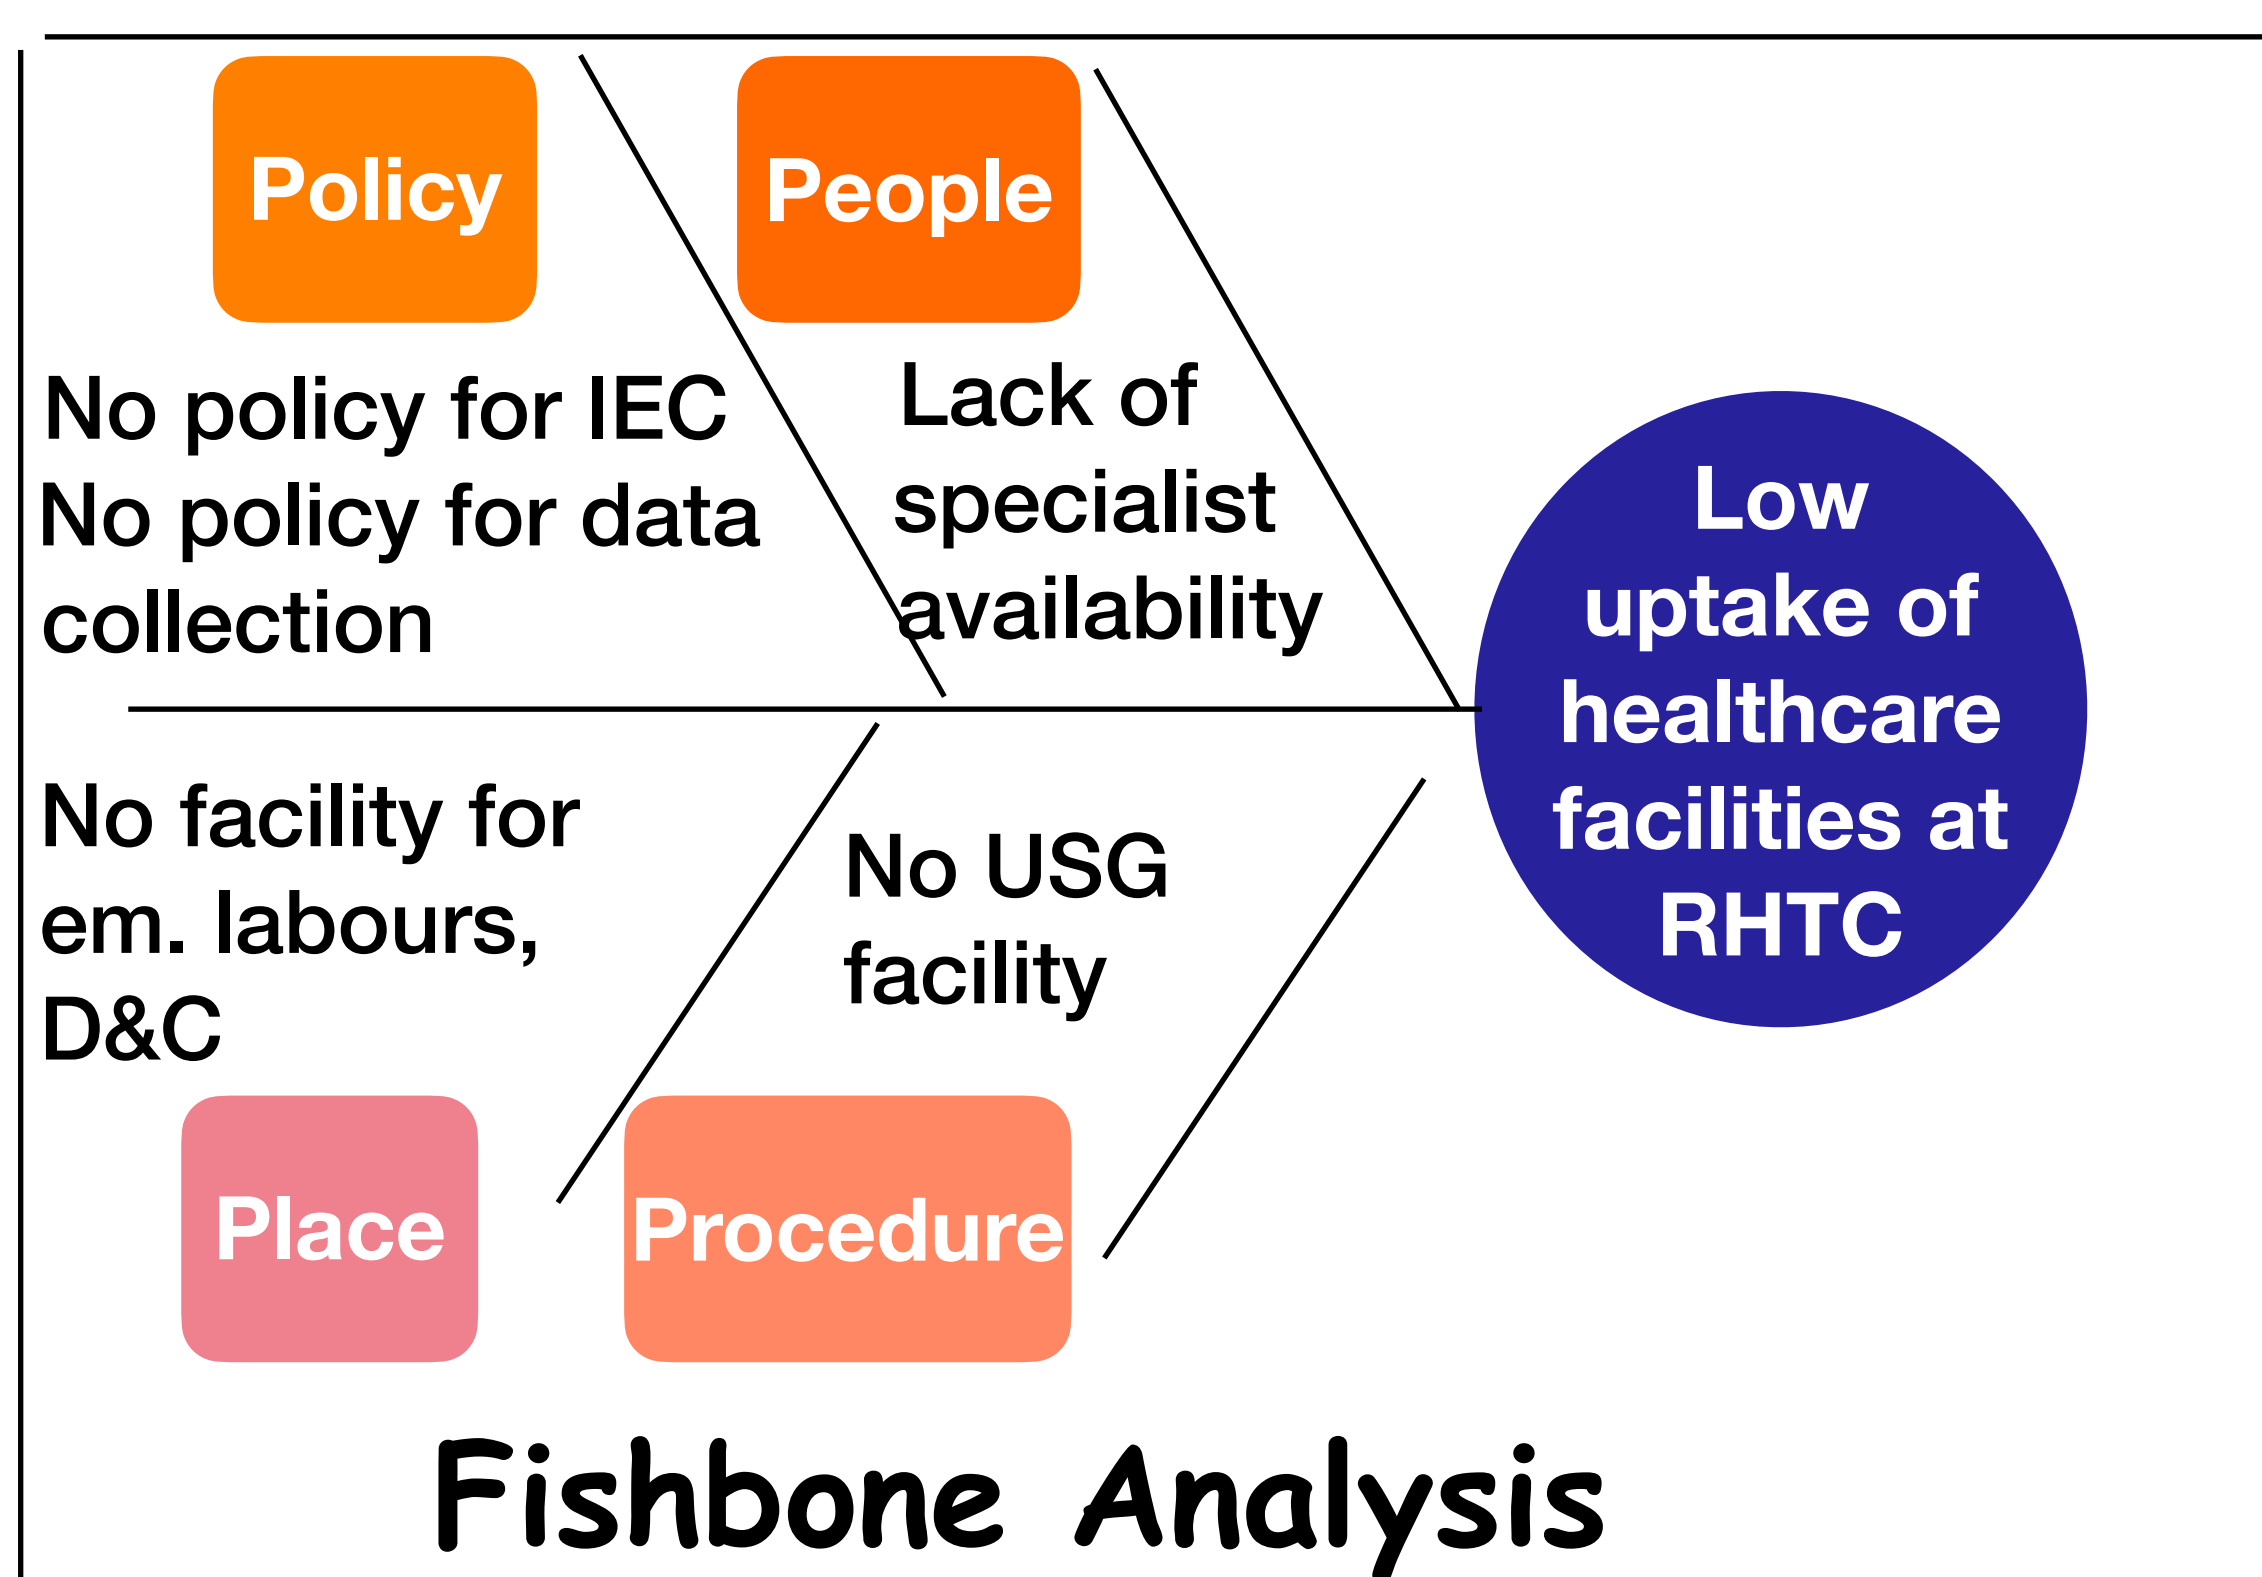 Policy
No policy for IEC
No policy for data
collection
People
Lack of
specialist
availability
Low
uptake of
healthcare
facilities at
RHTC
No facility for
em. labours,
D&C
Place
No USG
facility
Procedure
Fishbone Analysis